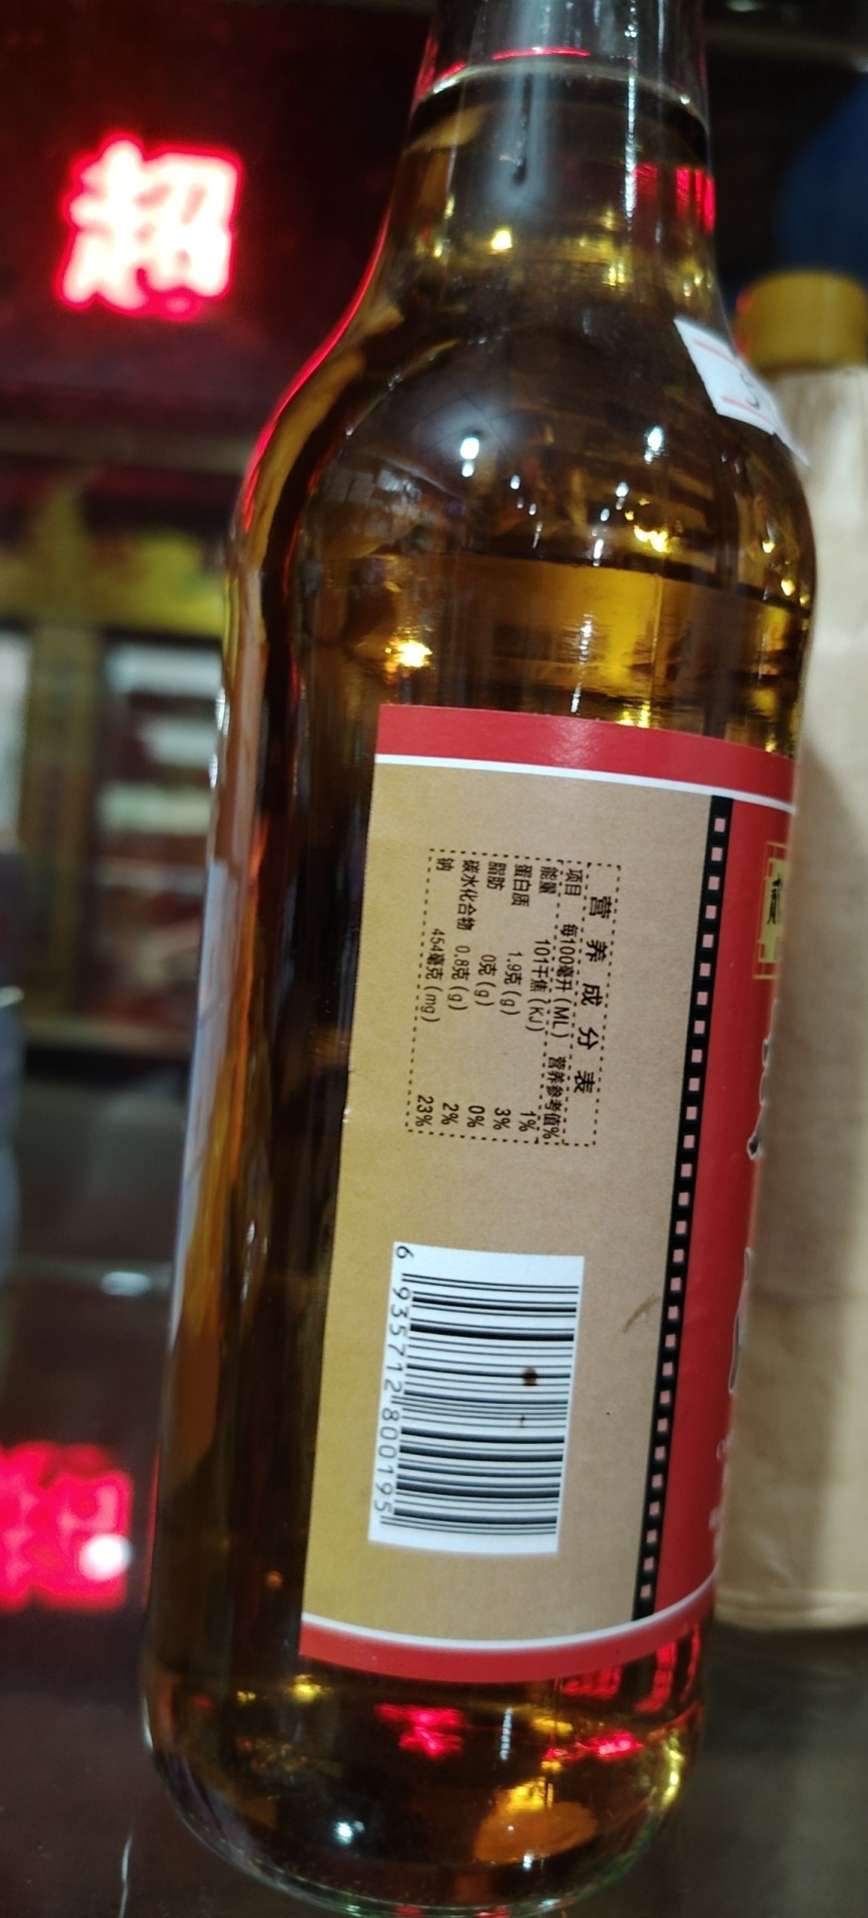 超
营养成分表
项目 每100毫升(ML) 营养参考值%
能量 101千焦(KJ) 1%
蛋白质 1.9克(g) 3%
脂肪 0克(g) 0%
碳水化合物 0.8克(g) 2%
钠 454毫克(mg) 23%
6 935712 800195